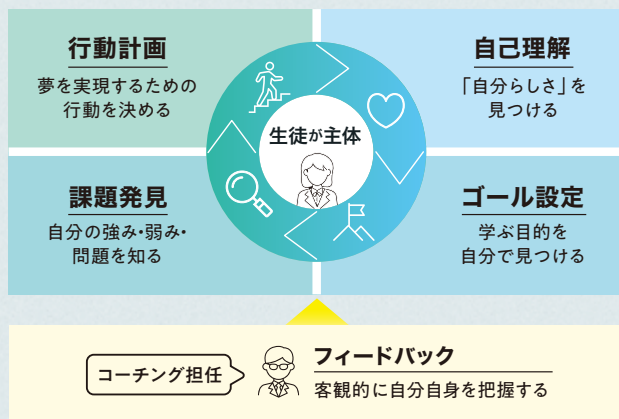 行動計画
夢を実現するための
行動を決める
自己理解
「自分らしさ」を
見つける
生徒が主体
課題発見
自分の強み・弱み・
問題を知る
ゴール設定
学ぶ目的を
自分で見つける
コーチング担任
フィードバック
客観的に自分自身を把握する